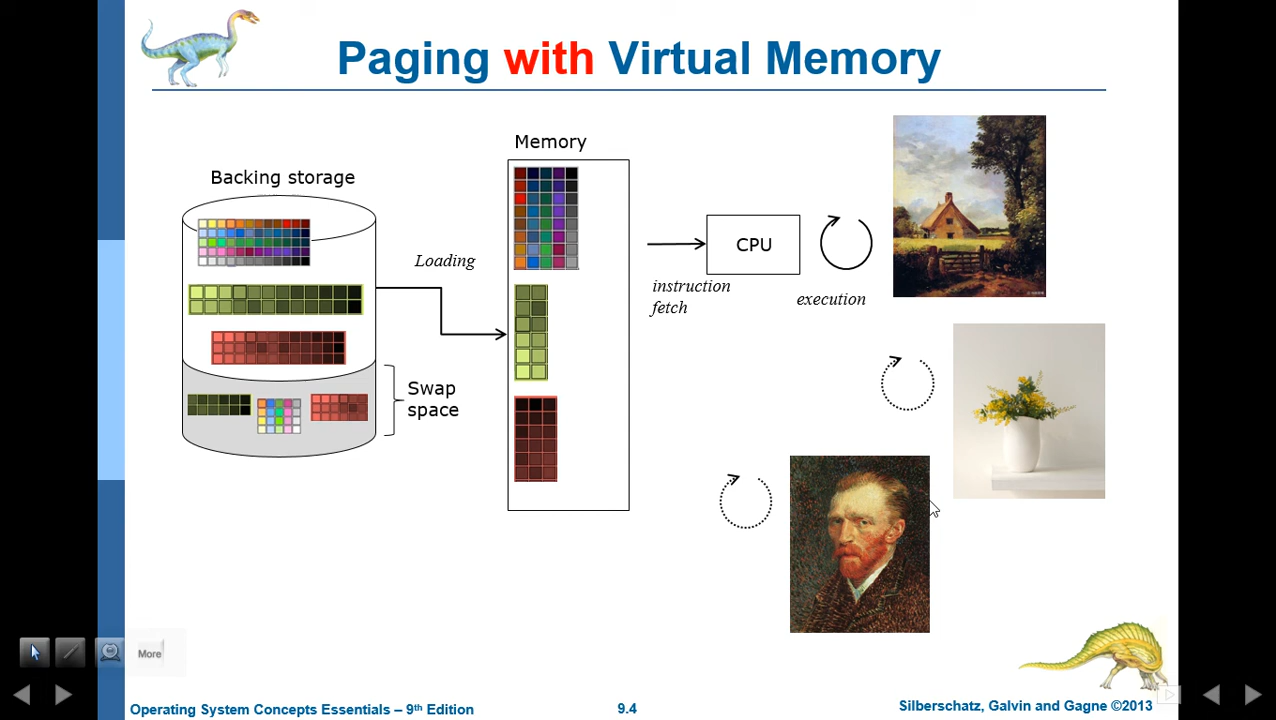 Paging with Virtual Memory
Memory
Backing storage
Loading
CPU
instruction
fetch
execution
Swap
space
More
Operating System Concepts Essentials – 9th Edition
9.4
Silberschatz, Galvin and Gagne ©2013